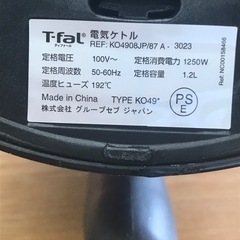 T-fal 電気ケトル
ティファール REF: KO4908JP/87 A - 3023
定格電圧 100V～ 定格消費電力 1250W
定格周波数 50-60Hz 容量 1.2L
温度ヒューズ 192℃
Made in China TYPE KO49*
株式会社 グループセブ ジャパン
PS
E
Ref: NC00158406